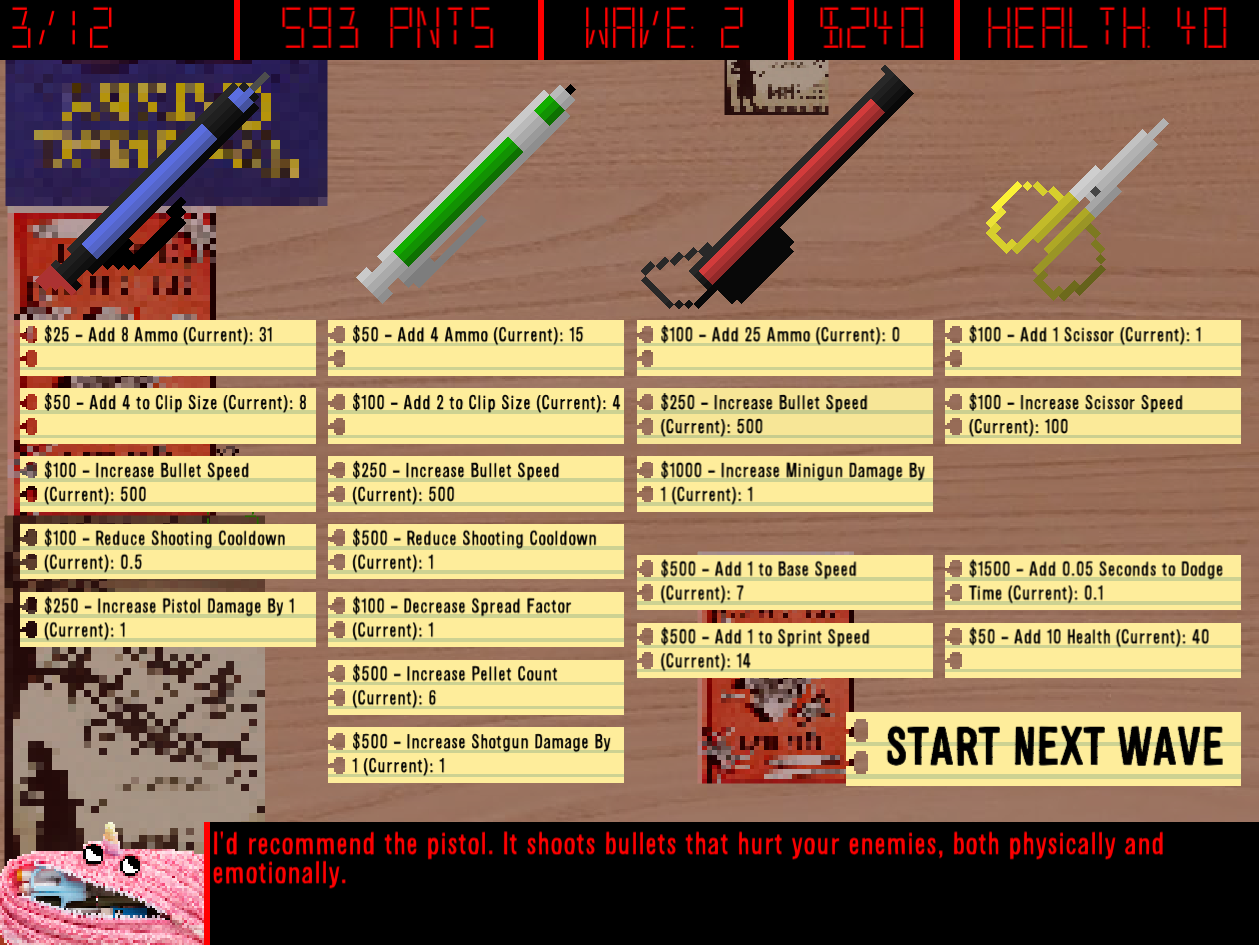 3/12
593 PNTS
WAVE: 2
$240
HEALTH: 40
$25 - Add 8 Ammo (Current): 31
$50 - Add 4 to Clip Size (Current): 8
$100 - Increase Bullet Speed
(Current): 500
$100 - Reduce Shooting Cooldown
(Current): 0.5
$250 - Increase Pistol Damage By 1
(Current): 1
$50 - Add 4 Ammo (Current): 15
$100 - Add 2 to Clip Size (Current): 4
$250 - Increase Bullet Speed
(Current): 500
$500 - Reduce Shooting Cooldown
(Current): 1
$100 - Decrease Spread Factor
(Current): 1
$500 - Increase Pellet Count
(Current): 6
$500 - Increase Shotgun Damage By
1 (Current): 1
$100 - Add 25 Ammo (Current): 0
$250 - Increase Bullet Speed
(Current): 500
$1000 - Increase Minigun Damage By
1 (Current): 1
$500 - Add 1 to Base Speed
(Current): 7
$500 - Add 1 to Sprint Speed
(Current): 14
$100 - Add 1 Scissor (Current): 1
$100 - Increase Scissor Speed
(Current): 100
$1500 - Add 0.05 Seconds to Dodge
Time (Current): 0.1
$50 - Add 10 Health (Current): 40
START NEXT WAVE
I'd recommend the pistol. It shoots bullets that hurt your enemies, both physically and
emotionally.